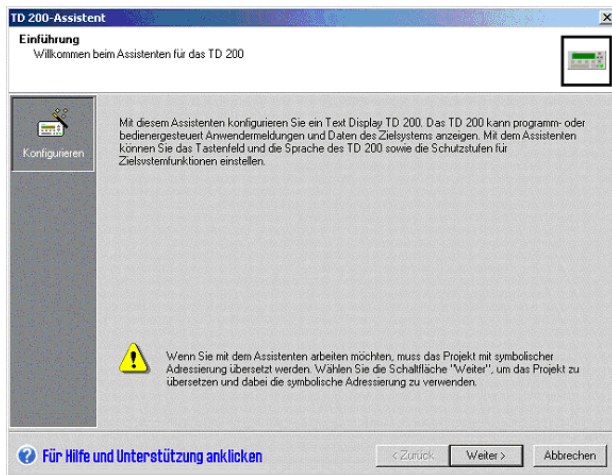 TD 200-Assistent
Einführung
Willkommen beim Assistenten für das TD 200
Konfigurieren
Mit diesem Assistenten konfigurieren Sie ein Text Display TD 200. Das TD 200 kann programm- oder
bedienergesteuert Anwendermeldungen und Daten des Zielsystems anzeigen. Mit dem Assistenten
können Sie das Tastenfeld und die Sprache des TD 200 sowie die Schutzstufen für
Zielsystemfunktionen einstellen.
Wenn Sie mit dem Assistenten arbeiten möchten, muss das Projekt mit symbolischer
Adressierung übersetzt werden. Wählen Sie die Schaltfläche "Weiter", um das Projekt zu
übersetzen und dabei die symbolische Adressierung zu verwenden.
Für Hilfe und Unterstützung anklicken
< Zurück
Weiter >
Abbrechen